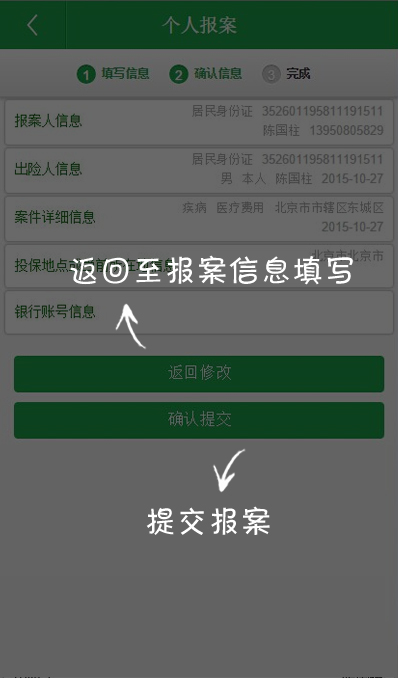 个人报案
1 填写信息 2 确认信息 3 完成
报案人信息 居民身份证 352601195811191511
陈国柱 13950805829
出险人信息 居民身份证 352601195811191511
男 本人 陈国柱 2015-10-27
案件详细信息 疾病 医疗费用 北京市市辖区东城区
2015-10-28
投保地点 北京市北京市
返回至报案信息填写
银行账号信息
返回修改
确认提交
提交报案